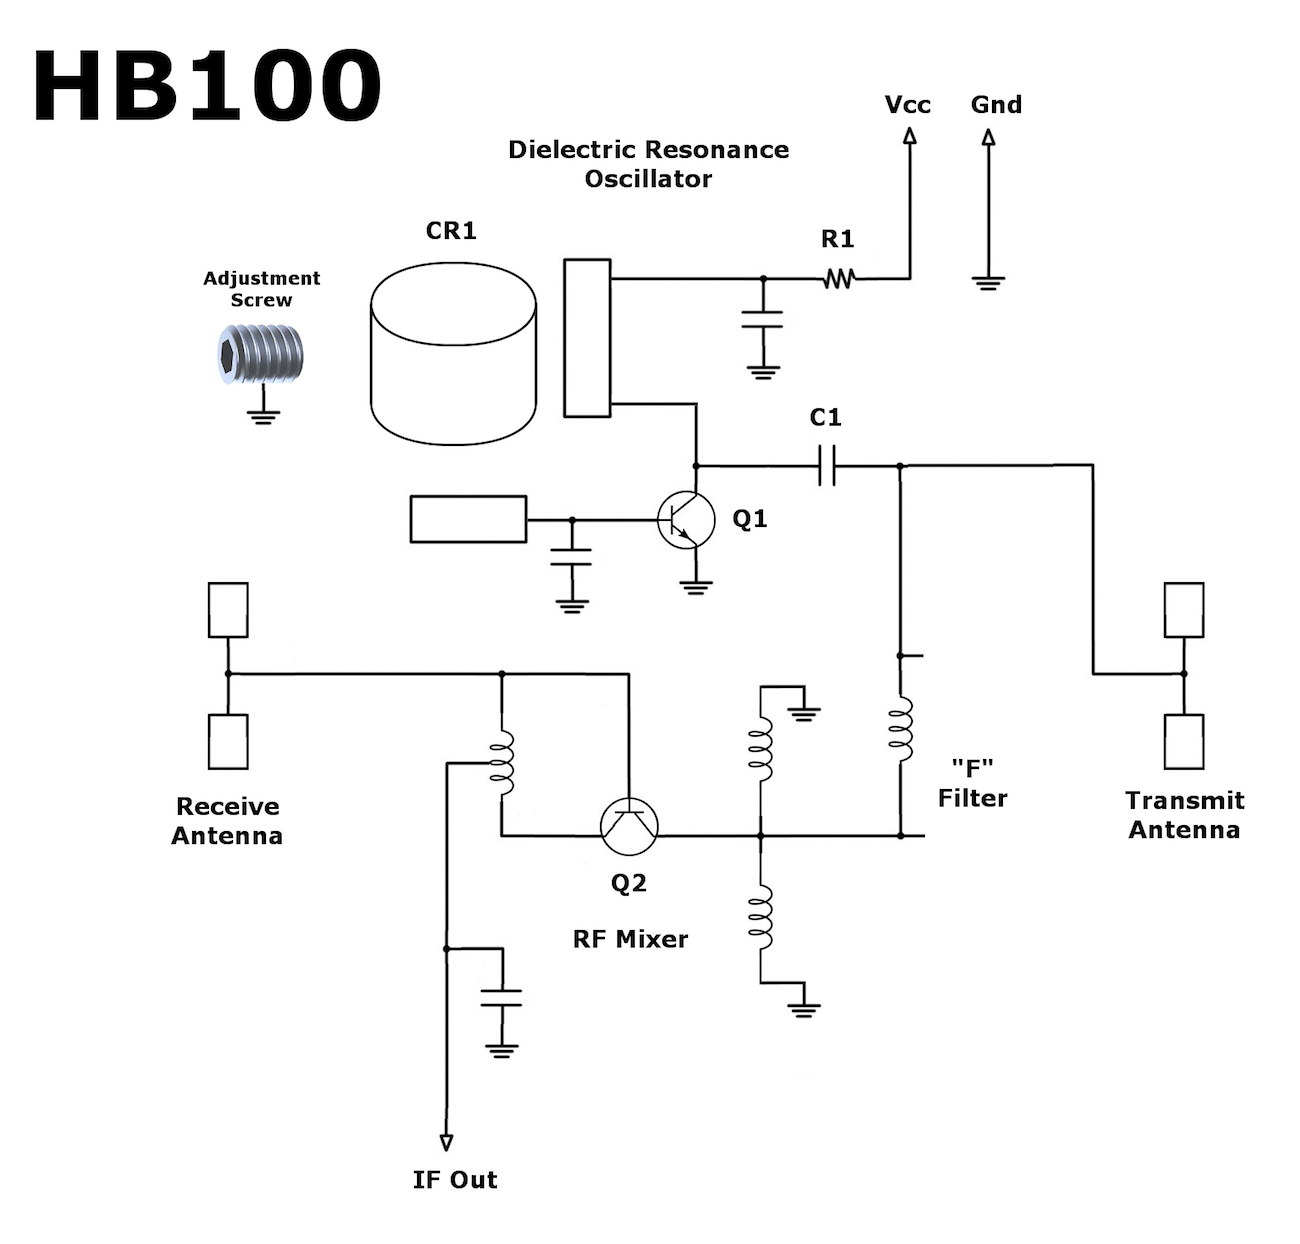 HB100
Vcc
Gnd
Dielectric Resonance
Oscillator
CR1
R1
Adjustment
Screw
C1
Q1
"F"
Filter
Receive
Antenna
Transmit
Antenna
Q2
RF Mixer
IF Out